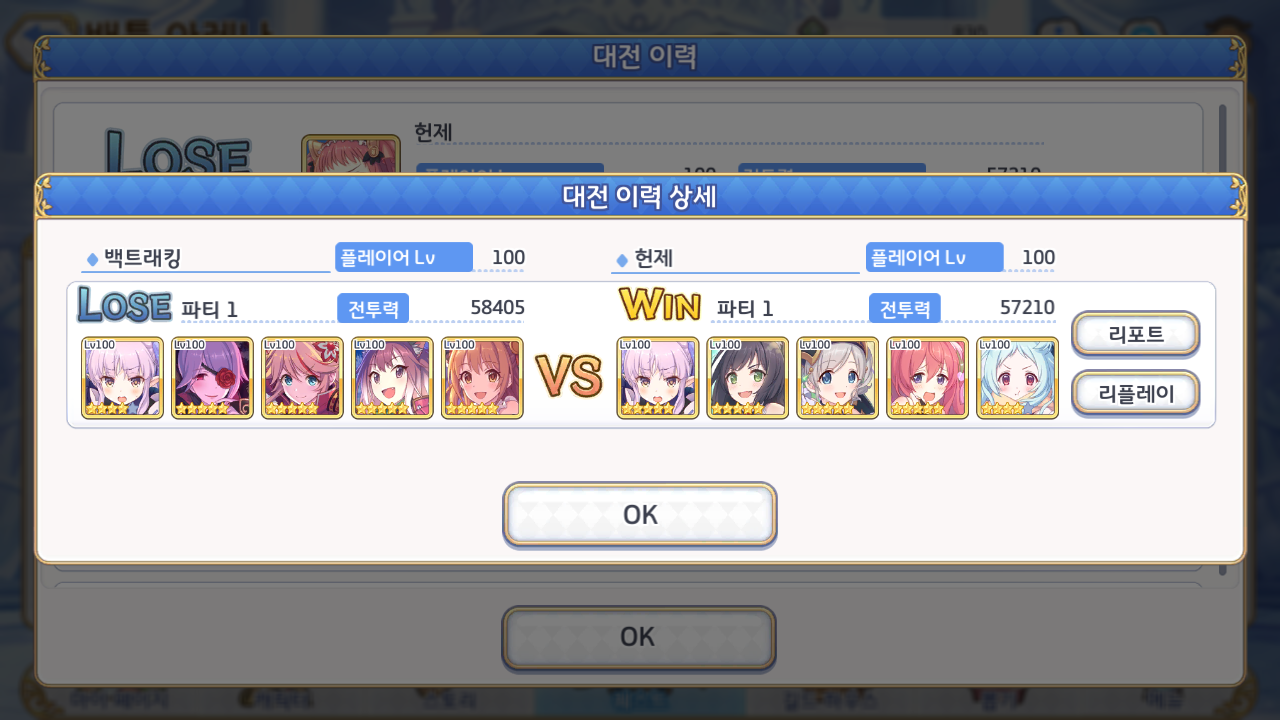 대전 이력
LOSE
헌제
대전 이력 상세
백트래킹 플레이어 Lv 100
헌제 플레이어 Lv 100
LOSE 파티 1 전투력 58405
WIN 파티 1 전투력 57210
Lv100 Lv100 Lv100 Lv100 Lv100
VS
Lv100 Lv100 Lv100 Lv100 Lv100
리포트
리플레이
OK
OK